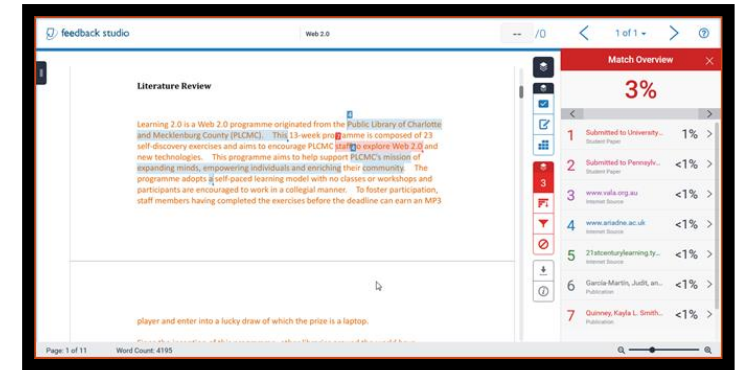 feedback studio
Web 2.0
-- /0
1 of 1
Match Overview
3%
Literature Review
Learning 2.0 is a Web 2.0 programme originated from the Public Library of Charlotte
and Mecklenburg County (PLCMC). This 13-week programme is composed of 23
self-discovery exercises and aims to encourage PLCMC staff to explore Web 2.0 and
new technologies. This programme aims to help support PLCMC's mission of
expanding minds, empowering individuals and enriching their community. The
programme adopts a self-paced learning model with no classes or workshops and
participants are encouraged to work in a collegial manner. To foster participation,
staff members having completed the exercises before the deadline can earn an MP3
player and enter into a lucky draw of which the prize is a laptop.
3
1 Submitted to University... 1%
Student Paper
2 Submitted to Pennsylv... <1%
Student Paper
3 www.vala.org.au <1%
Internet Source
4 www.ariadne.ac.uk <1%
Internet Source
5 21stcenturylearning.ty... <1%
Internet Source
6 Garcia-Martin, Judit, an... <1%
Publication
7 Quinney, Kayla L. Smith... <1%
Publication
Page: 1 of 11
Word Count: 4195